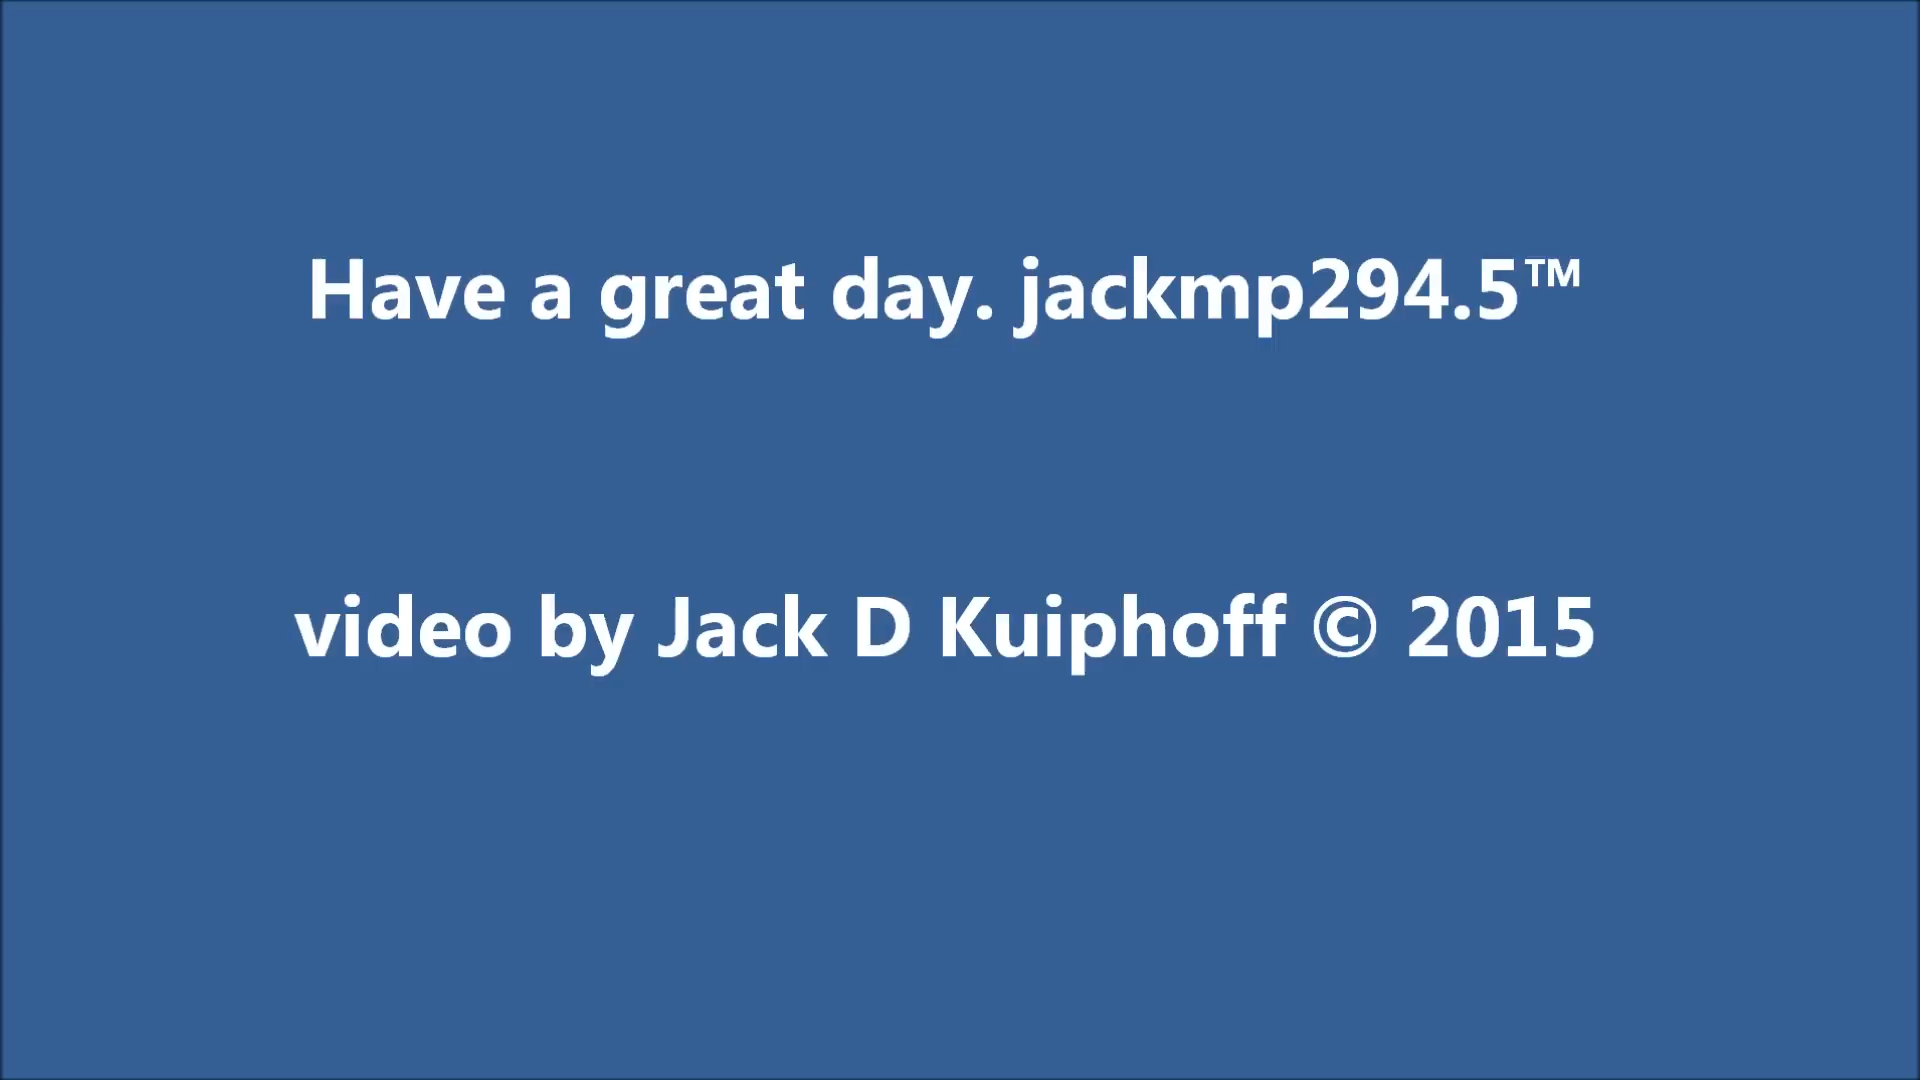 Have a great day. jackmp294.5™
video by Jack D Kuiphoff © 2015